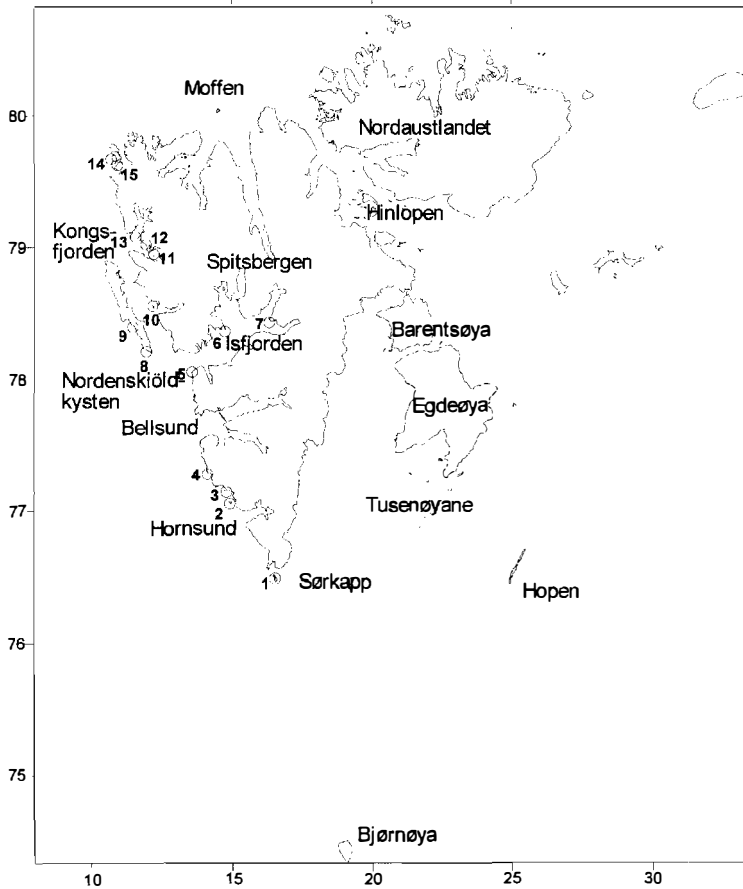 Moffen
80
Nordaustlandet
14
15
Hinlopen
Kongs-
fjorden
13
12
11
79
Spitsbergen
10
9
7
6
Isfjorden
Barentsøya
8
5
78
Nordenskiöld-
kysten
Egdeøya
Bellsund
4
3
2
Tusenøyane
77
Hornsund
1
Sørkapp
Hopen
76
75
Bjørnøya
10
15
20
25
30